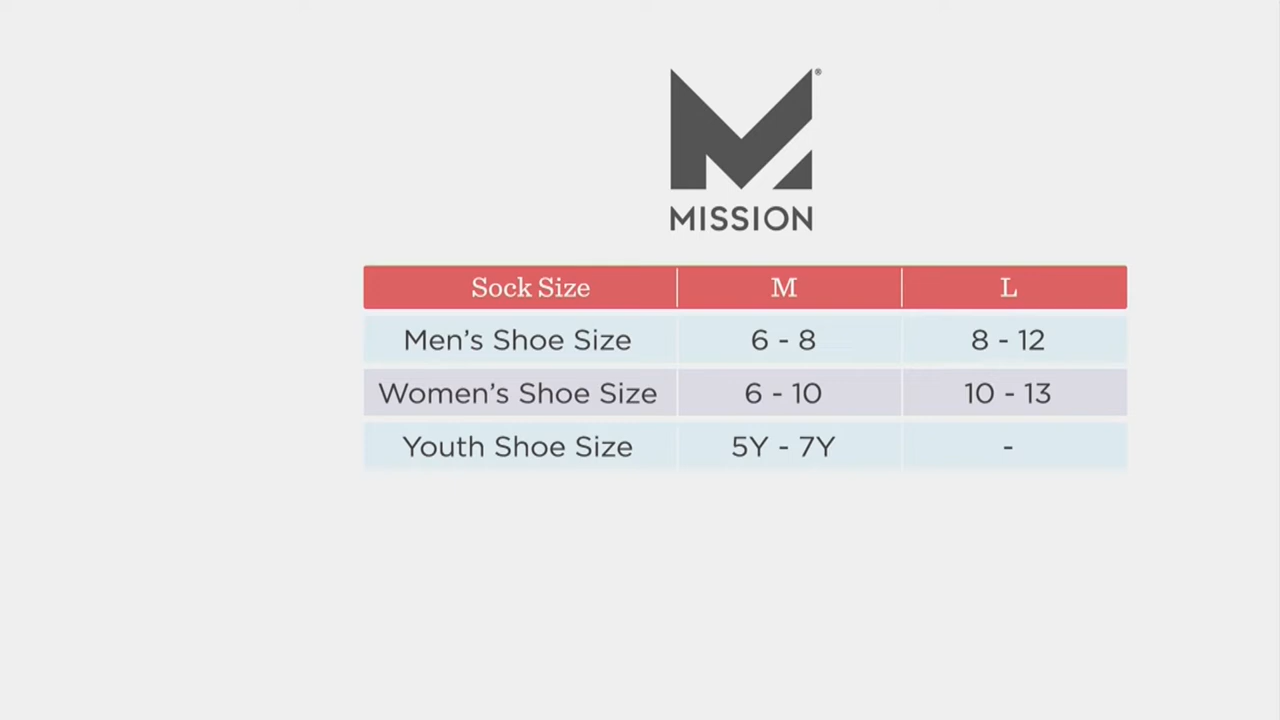 MISSION
Sock Size M L
Men's Shoe Size 6 - 8 8 - 12
Women's Shoe Size 6 - 10 10 - 13
Youth Shoe Size 5Y - 7Y -